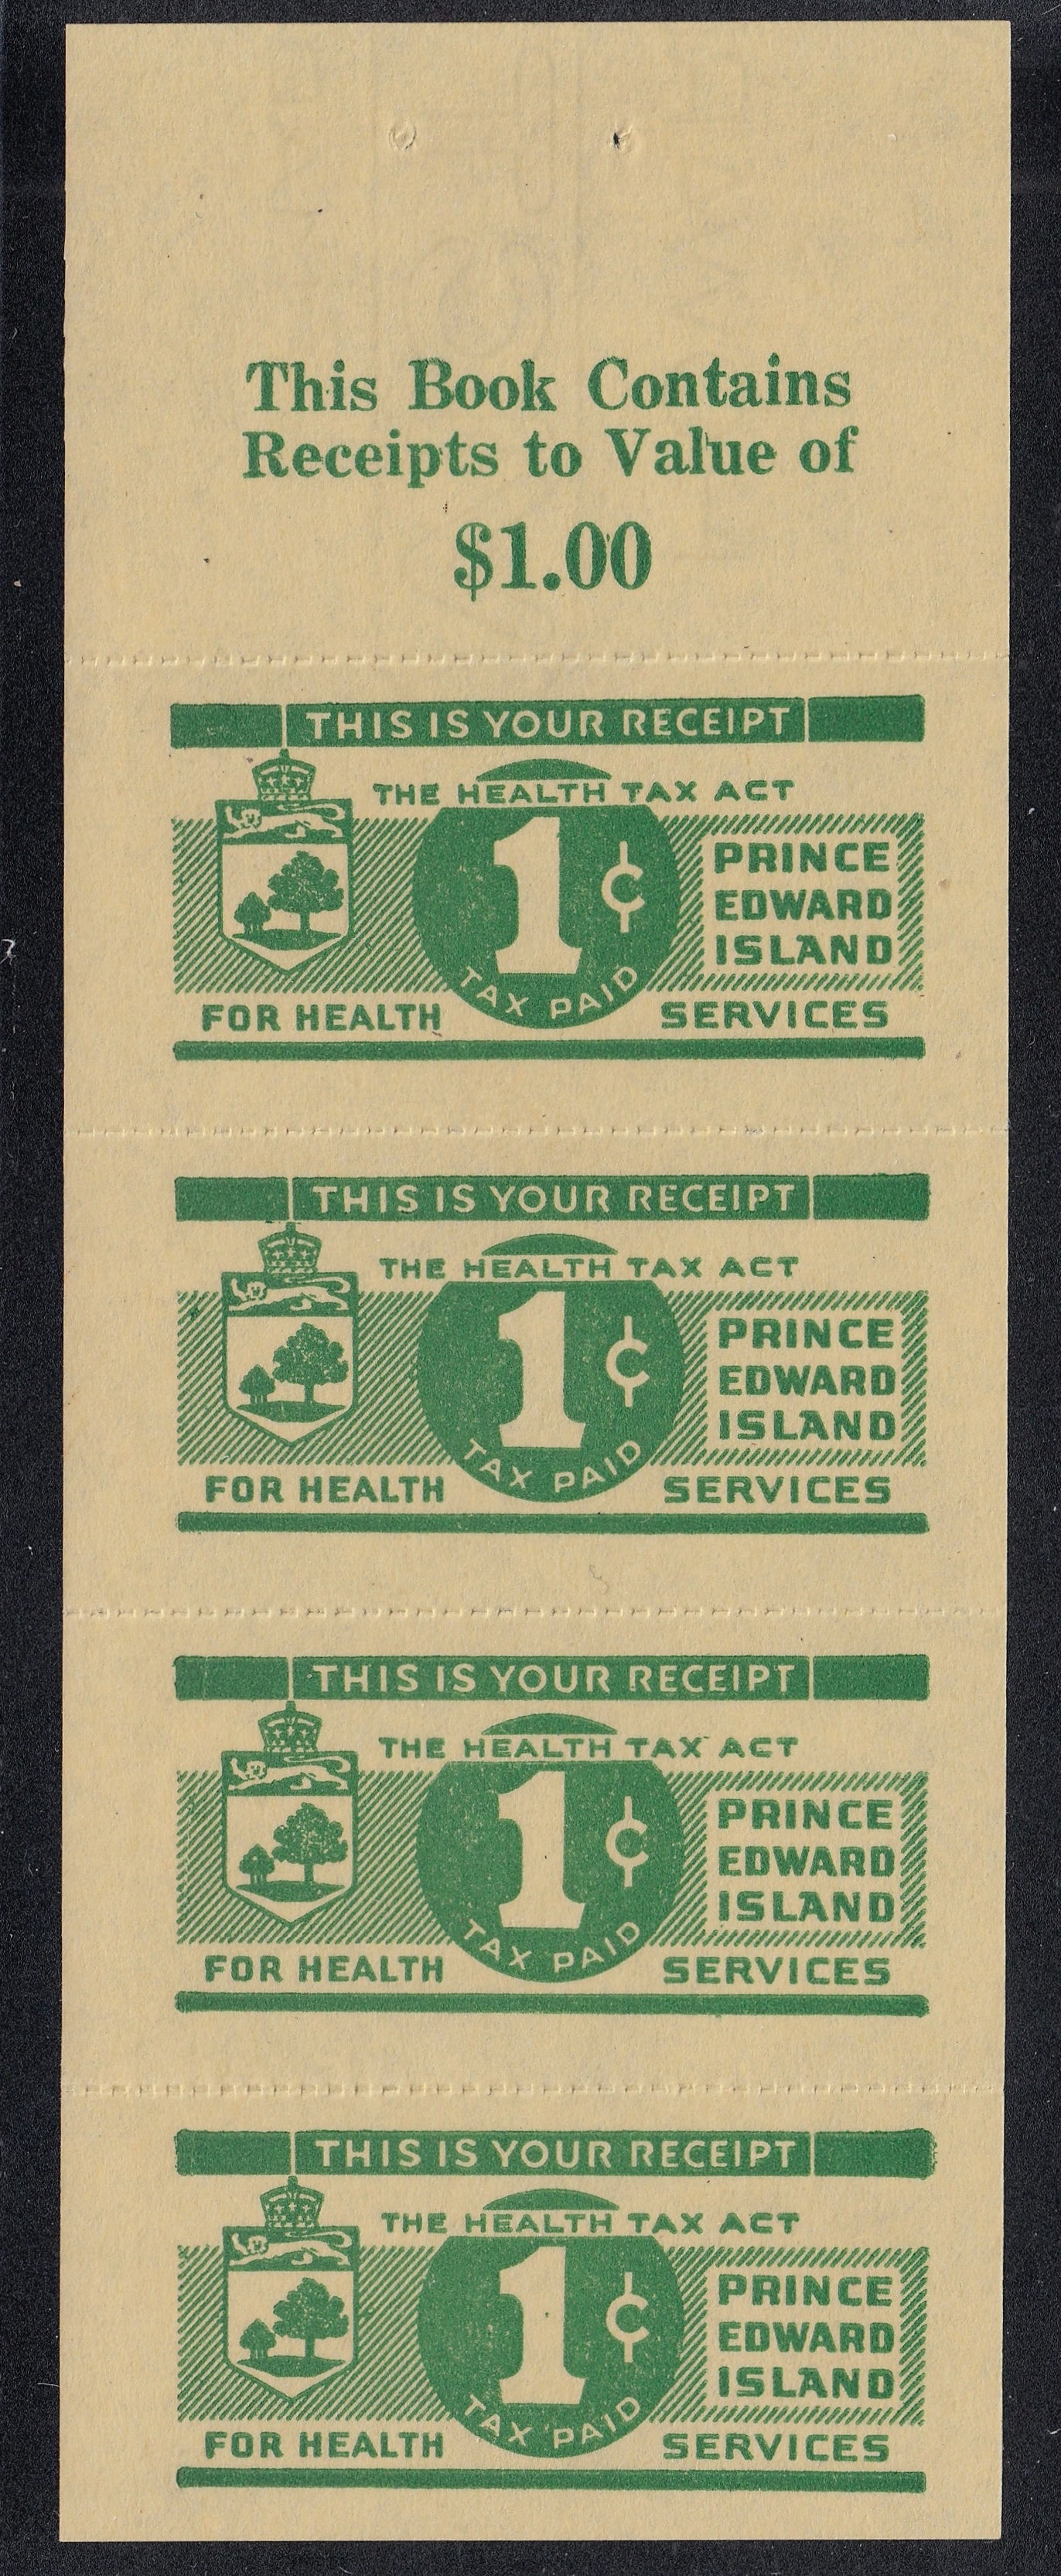 This Book Contains
Receipts to Value of
$1.00
THIS IS YOUR RECEIPT
THE HEALTH TAX ACT
1¢
PRINCE
EDWARD
ISLAND
TAX PAID
FOR HEALTH SERVICES
THIS IS YOUR RECEIPT
THE HEALTH TAX ACT
1¢
PRINCE
EDWARD
ISLAND
TAX PAID
FOR HEALTH SERVICES
THIS IS YOUR RECEIPT
THE HEALTH TAX ACT
1¢
PRINCE
EDWARD
ISLAND
TAX PAID
FOR HEALTH SERVICES
THIS IS YOUR RECEIPT
THE HEALTH TAX ACT
1¢
PRINCE
EDWARD
ISLAND
TAX PAID
FOR HEALTH SERVICES